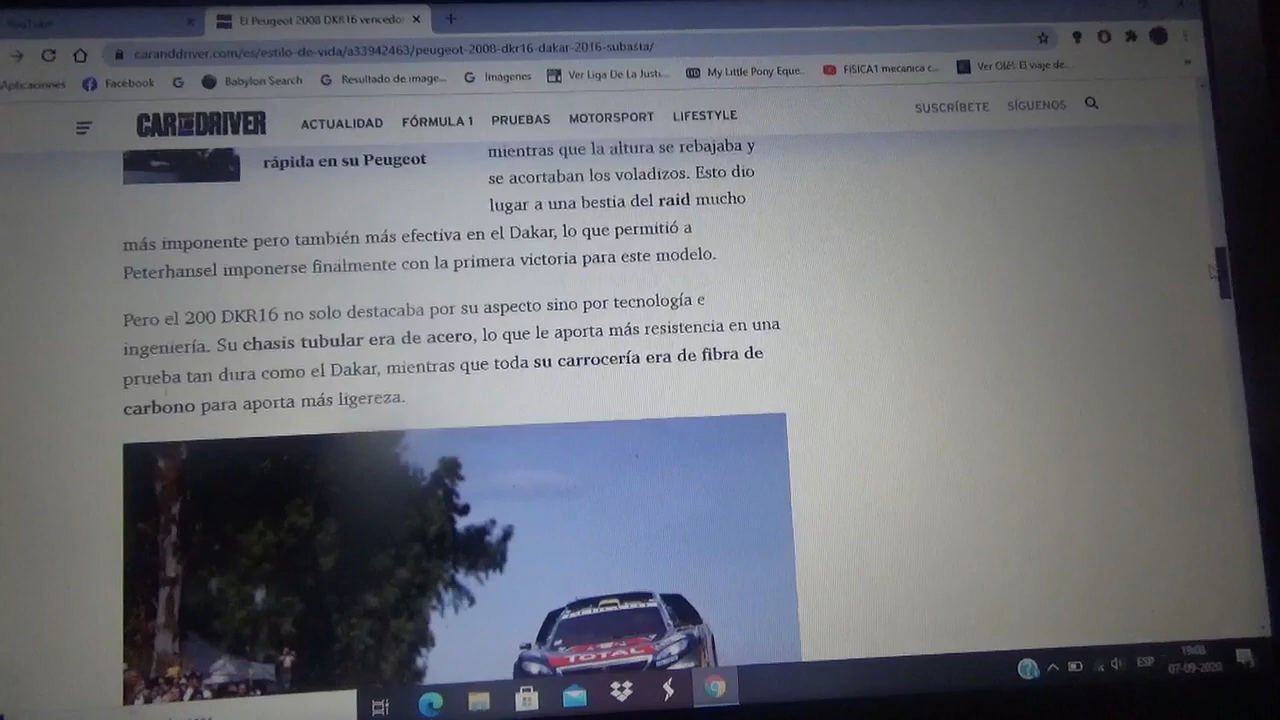 YouTube
El Peugeot 2008 DKR16 vencedor
caranddriver.com/es/estilo-de-vida/a33942463/peugeot-2008-dkr16-dakar-2016-subasta/
Aplicaciones Facebook Babylon Search Resultado de image... Imágenes Ver Liga De La Justi... My Little Pony Eque... FISICA1 mecanica c... Ver Olé!: El viaje de...
CAR AND DRIVER ACTUALIDAD FÓRMULA 1 PRUEBAS MOTORSPORT LIFESTYLE SUSCRÍBETE SÍGUENOS
rápida en su Peugeot
mientras que la altura se rebajaba y
se acortaban los voladizos. Esto dio
lugar a una bestia del raid mucho
más imponente pero también más efectiva en el Dakar, lo que permitió a
Peterhansel imponerse finalmente con la primera victoria para este modelo.
Pero el 200 DKR16 no solo destacaba por su aspecto sino por tecnología e
ingeniería. Su chasis tubular era de acero, lo que le aporta más resistencia en una
prueba tan dura como el Dakar, mientras que toda su carrocería era de fibra de
carbono para aporta más ligereza.
TOTAL
ESP
19:08
07-09-2020